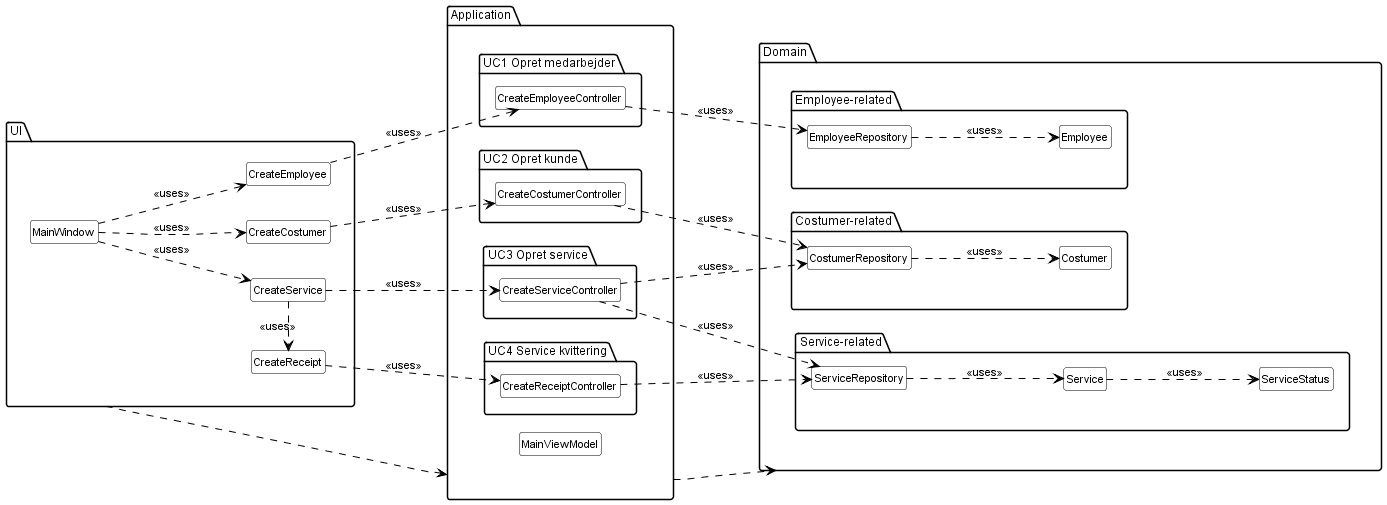 UI
MainWindow
«uses»
«uses»
«uses»
CreateEmployee
CreateCostumer
CreateService
«uses»
CreateReceipt
«uses»
«uses»
«uses»
«uses»
Application
UC1 Opret medarbejder
CreateEmployeeController
UC2 Opret kunde
CreateCostumerController
UC3 Opret service
CreateServiceController
UC4 Service kvittering
CreateReceiptController
MainViewModel
«uses»
«uses»
«uses»
«uses»
«uses»
Domain
Employee-related
EmployeeRepository
«uses»
Employee
Costumer-related
CostumerRepository
«uses»
Costumer
Service-related
ServiceRepository
«uses»
Service
«uses»
ServiceStatus